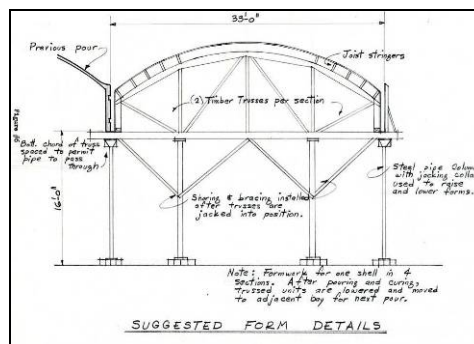 33'-0"
Previous pour
Joist stringers
(2) Timber Trusses per section
Figure 26
Bott. chord of truss
spaced to permit
pipe to pass
through
Steel pipe Column
with jacking collar
used to raise
and lower forms.
16'-0"
Shoring & bracing installed
after trusses are
jacked into position.
Note: Formwork for one shell in 4
sections. After pouring and curing,
trussed units are lowered and moved
to adjacent bay for next pour.
SUGGESTED FORM DETAILS